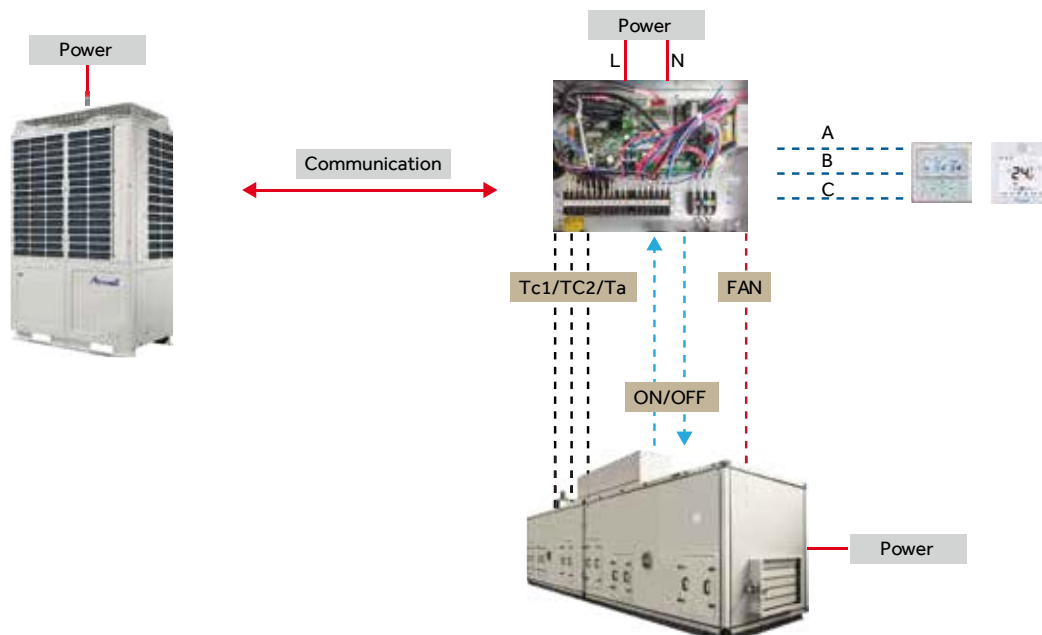 Power
Power
L N
A
B
C
Communication
24
Tc1/TC2/Ta
FAN
ON/OFF
Power